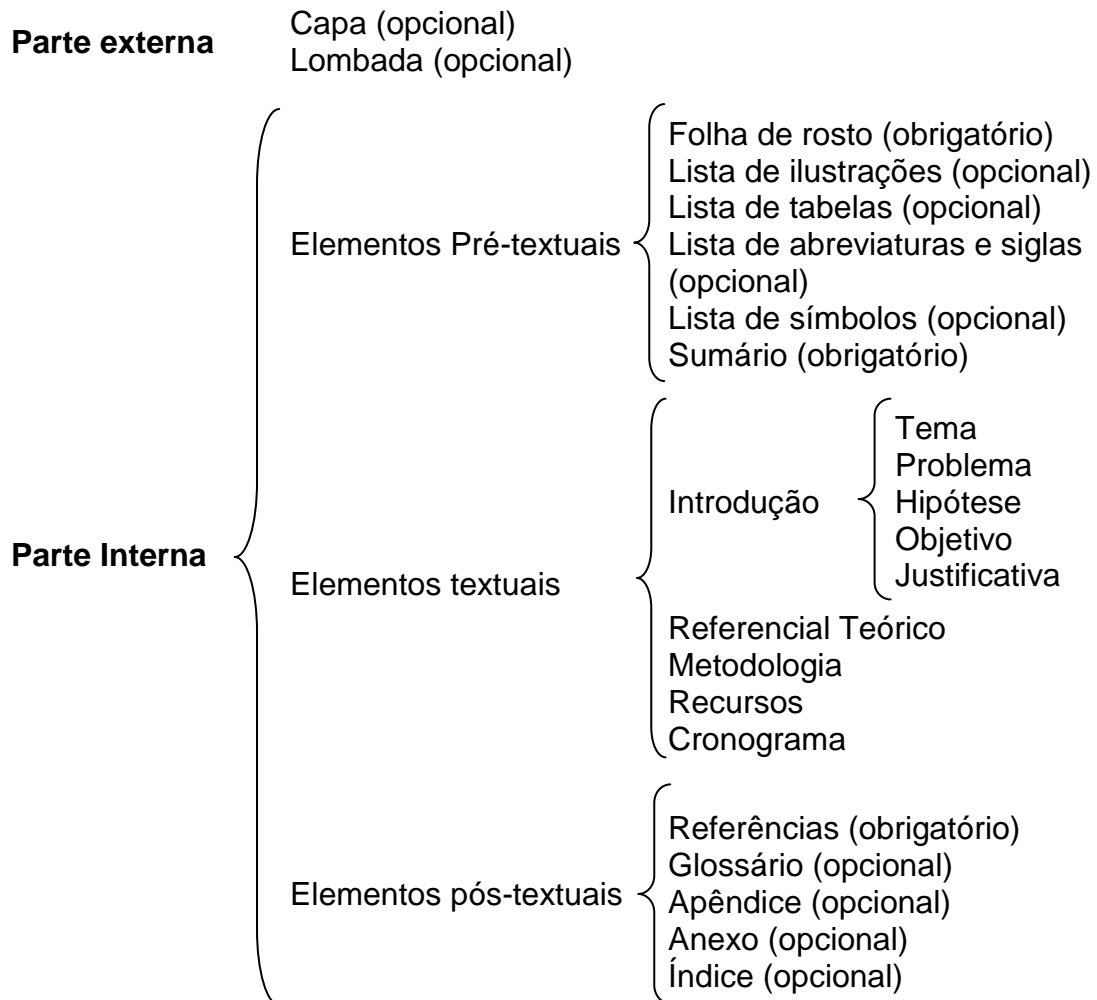 Parte externa
Capa (opcional)
Lombada (opcional)
Parte Interna
Elementos Pré-textuais
Folha de rosto (obrigatório)
Lista de ilustrações (opcional)
Lista de tabelas (opcional)
Lista de abreviaturas e siglas
(opcional)
Lista de símbolos (opcional)
Sumário (obrigatório)
Elementos textuais
Introdução
Tema
Problema
Hipótese
Objetivo
Justificativa
Referencial Teórico
Metodologia
Recursos
Cronograma
Elementos pós-textuais
Referências (obrigatório)
Glossário (opcional)
Apêndice (opcional)
Anexo (opcional)
Índice (opcional)